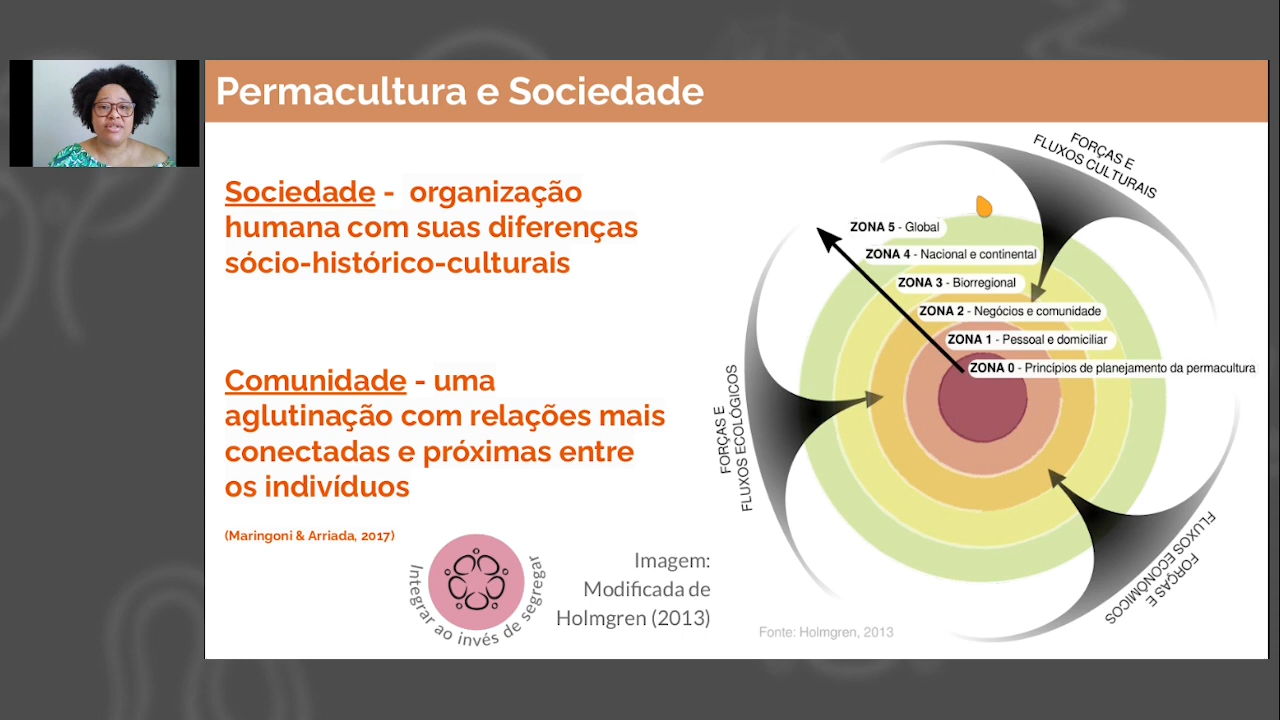 Permacultura e Sociedade
Sociedade -  organização
humana com suas diferenças
sócio-histórico-culturais
Comunidade - uma
aglutinação com relações mais
conectadas e próximas entre
os indivíduos
(Maringoni & Arriada, 2017)
Integrar ao invés de segregar
Imagem:
Modificada de
Holmgren (2013)
FORÇAS E
FLUXOS CULTURAIS
ZONA 5 - Global
ZONA 4 - Nacional e continental
ZONA 3 - Biorregional
ZONA 2 - Negócios e comunidade
ZONA 1 - Pessoal e domiciliar
ZONA 0 - Princípios de planejamento da permacultura
FORÇAS E
FLUXOS ECOLÓGICOS
FORÇAS E
FLUXOS ECONÔMICOS
Fonte: Holmgren, 2013